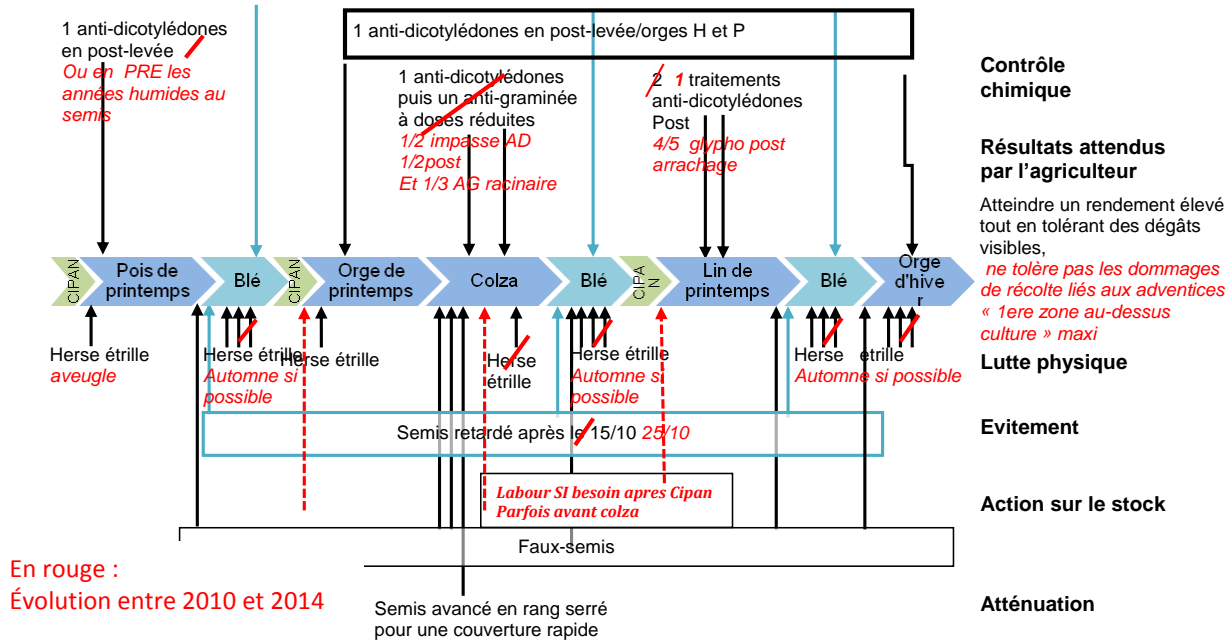 1 anti-dicotylédones
en post-levée
Ou en PRE les
années humides au
semis
1 anti-dicotylédones en post-levée/orges H et P
1 anti-dicotylédones
puis un anti-graminée
à doses réduites
1/2 impasse AD
1/2post
Et 1/3 AG racinaire
2 1 traitements
anti-dicotylédones
Post
4/5 glypho post
arrachage
Contrôle
chimique
Résultats attendus
par l'agriculteur
Atteindre un rendement élevé
tout en tolérant des dégâts
visibles,
ne tolère pas les dommages
de récolte liés aux adventices
« 1ere zone au-dessus
culture » maxi
CIPAN
Pois de
printemps
Blé
CIPAN
Orge de
printemps
Colza
Blé
CIPA
N
Lin de
printemps
Blé
Orge
d'hive
r
Herse étrille
aveugle
Herse étrille
Automne si
possible
Herse étrille
Herse
étrille
Herse étrille
Automne si
possible
Herse étrille
Automne si possible
Lutte physique
Semis retardé après le 15/10 25/10
Evitement
Labour SI besoin apres Cipan
Parfois avant colza
Action sur le stock
Faux-semis
En rouge :
Évolution entre 2010 et 2014
Semis avancé en rang serré
pour une couverture rapide
Atténuation